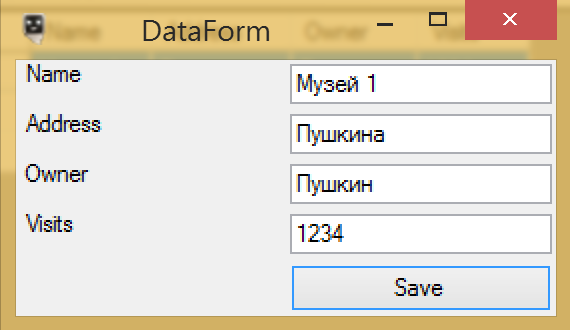 DataForm
Name Музей 1
Address Пушкина
Owner Пушкин
Visits 1234
Save